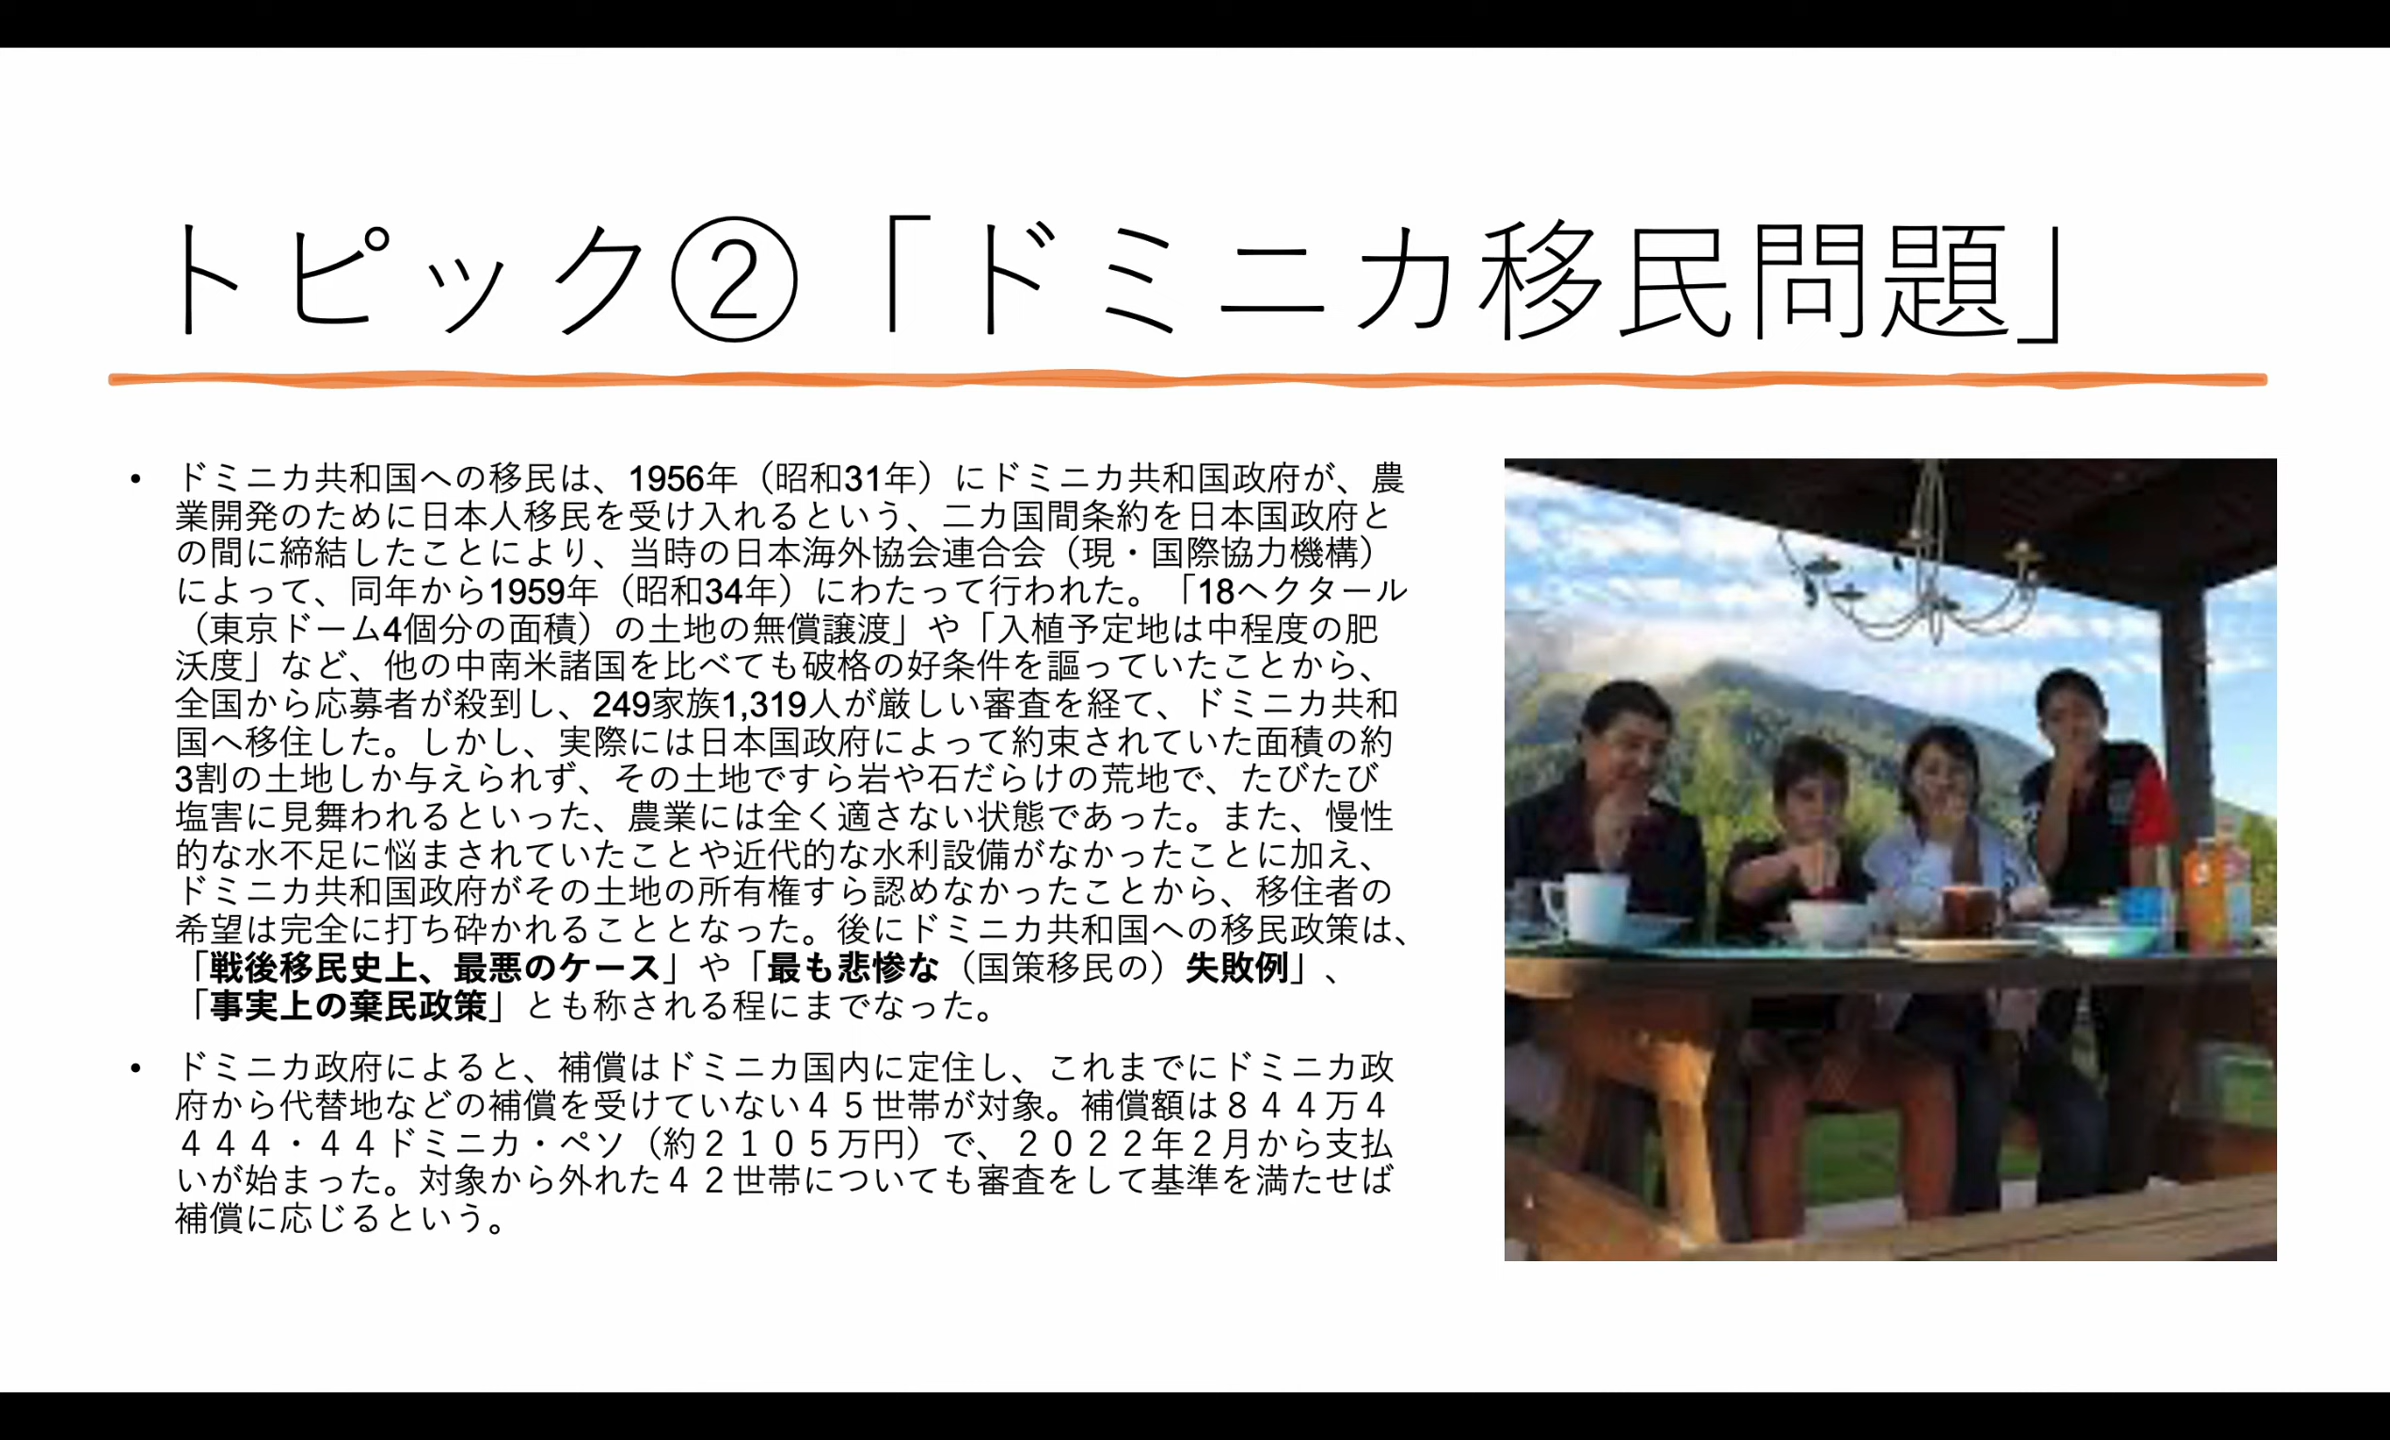 トピック②「ドミニカ移民問題」
• ドミニカ共和国への移民は、1956年（昭和31年）にドミニカ共和国政府が、農
業開発のために日本人移民を受け入れるという、二カ国間条約を日本国政府と
の間に締結したことにより、当時の日本海外協会連合会（現・国際協力機構）
によって、同年から1959年（昭和34年）にわたって行われた。「18ヘクタール
（東京ドーム4個分の面積）の土地の無償譲渡」や「入植予定地は中程度の肥
沃度」など、他の中南米諸国を比べても破格の好条件を謳っていたことから、
全国から応募者が殺到し、249家族1,319人が厳しい審査を経て、ドミニカ共和
国へ移住した。しかし、実際には日本国政府によって約束されていた面積の約
3割の土地しか与えられず、その土地ですら岩や石だらけの荒地で、たびたび
塩害に見舞われるといった、農業には全く適さない状態であった。また、慢性
的な水不足に悩まされていたことや近代的な水利設備がなかったことに加え、
ドミニカ共和国政府がその土地の所有権すら認めなかったことから、移住者の
希望は完全に打ち砕かれることとなった。後にドミニカ共和国への移民政策は、
「戦後移民史上、最悪のケース」や「最も悲惨な（国策移民の）失敗例」、
「事実上の棄民政策」とも称される程にまでなった。
• ドミニカ政府によると、補償はドミニカ国内に定住し、これまでにドミニカ政
府から代替地などの補償を受けていない４５世帯が対象。補償額は８４４万４
４４４・４４ドミニカ・ペソ（約２１０５万円）で、２０２２年２月から支払
いが始まった。対象から外れた４２世帯についても審査をして基準を満たせば
補償に応じるという。